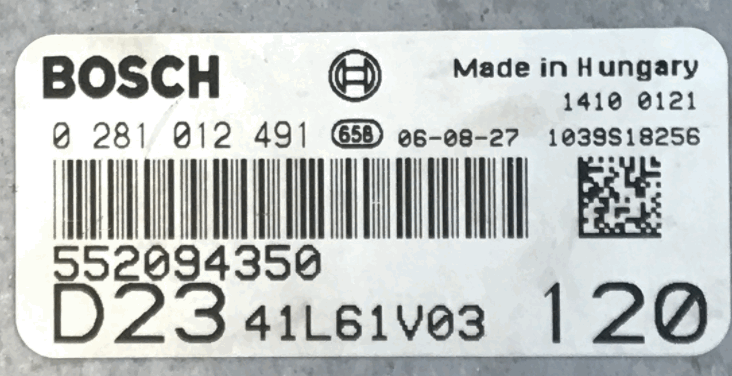 BOSCH Made in Hungary
1410 0121
0 281 012 491 658 06-08-27 1039S18256
552094350
D23 41L61V03 120